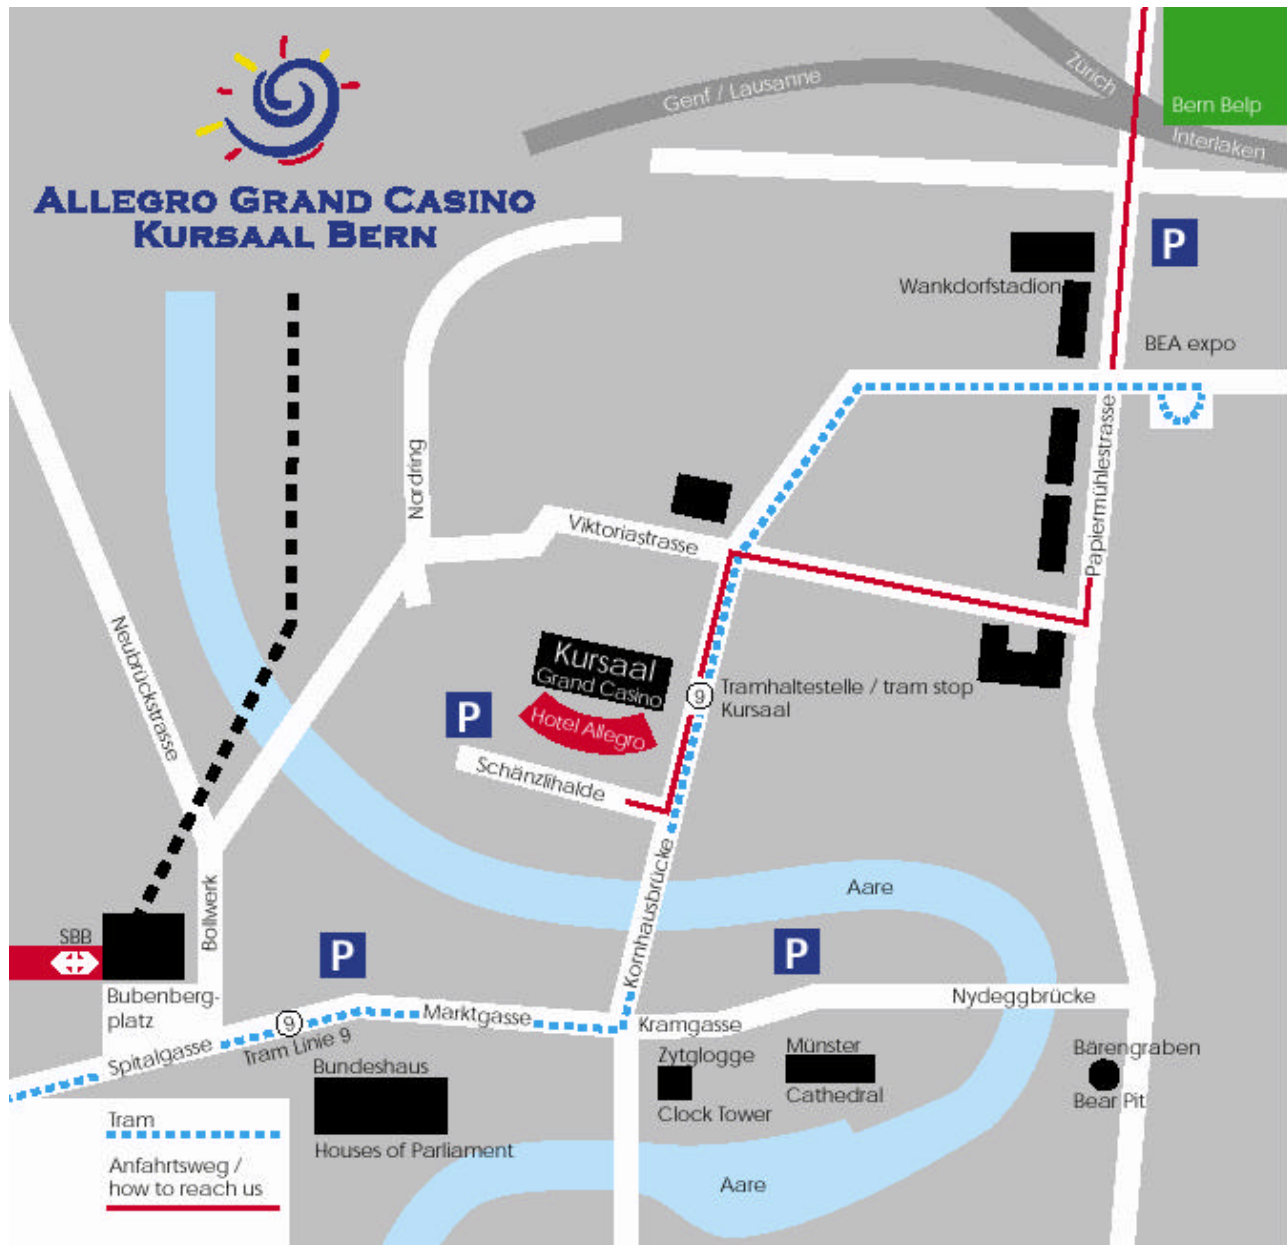 ALLEGRO GRAND CASINO
KURSAAL BERN
Genf / Lausanne
Zürich
Bern Belp
Interlaken
P
Wankdorfstadion
BEA expo
Nordring
Papiermühlestrasse
Viktoriastrasse
Neubrückstrasse
Kursaal
Grand Casino
Hotel Allegro
P
9
Tramhaltestelle / tram stop
Kursaal
Schänzlihalde
Kornhausbrücke
Aare
Bollwerk
SBB
P
P
Bubenberg-
platz
Nydeggbrücke
Spitalgasse
9
Tram Linie 9
Marktgasse
Kramgasse
Bundeshaus
Houses of Parliament
Zytglogge
Clock Tower
Münster
Cathedral
Bärengraben
Bear Pit
Aare
Tram
Anfahrtsweg /
how to reach us